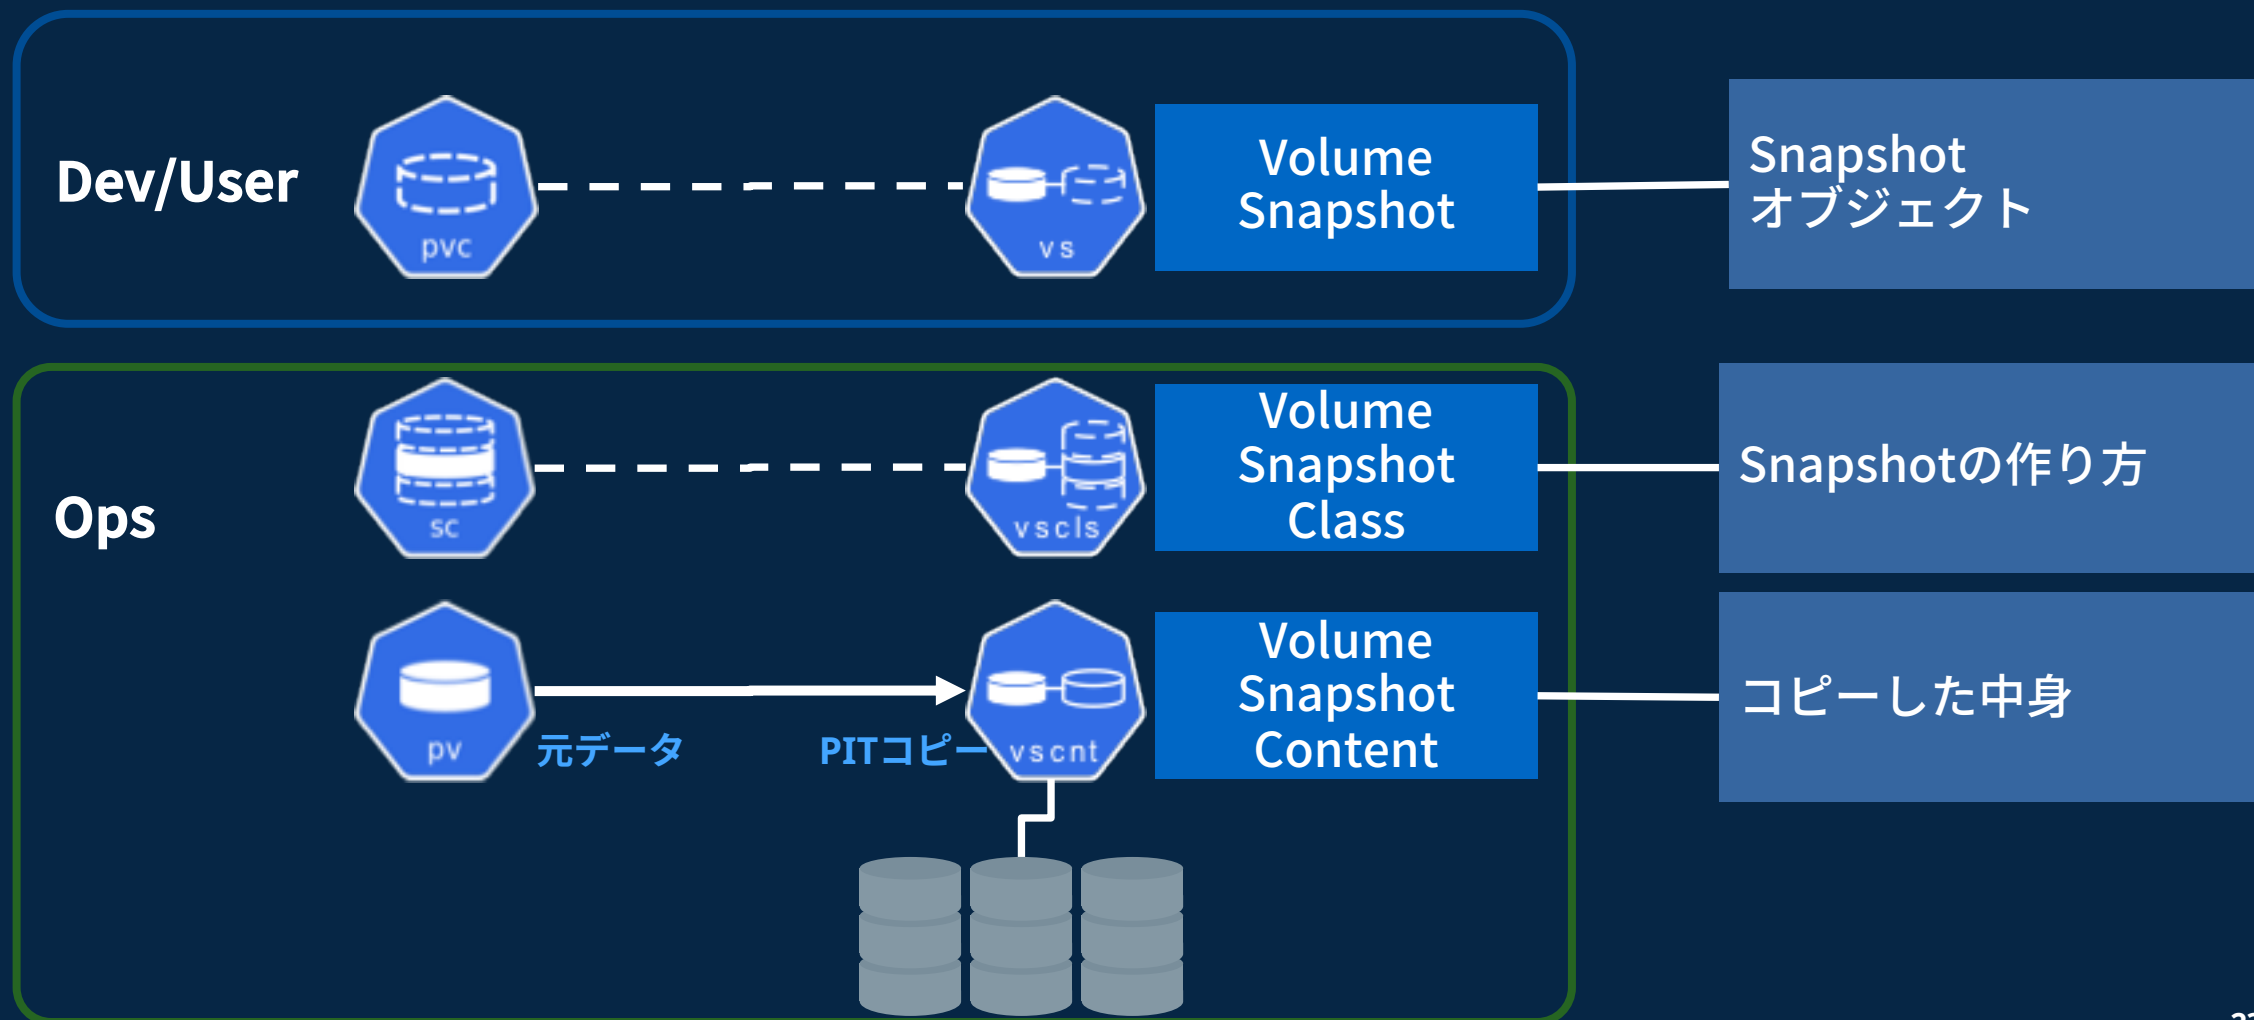 Dev/User
pvc
vs
Volume
Snapshot
Snapshot
オブジェクト
Ops
sc
vscls
Volume
Snapshot
Class
Snapshotの作り方
pv
元データ
PITコピー
vscnt
Volume
Snapshot
Content
コピーした中身